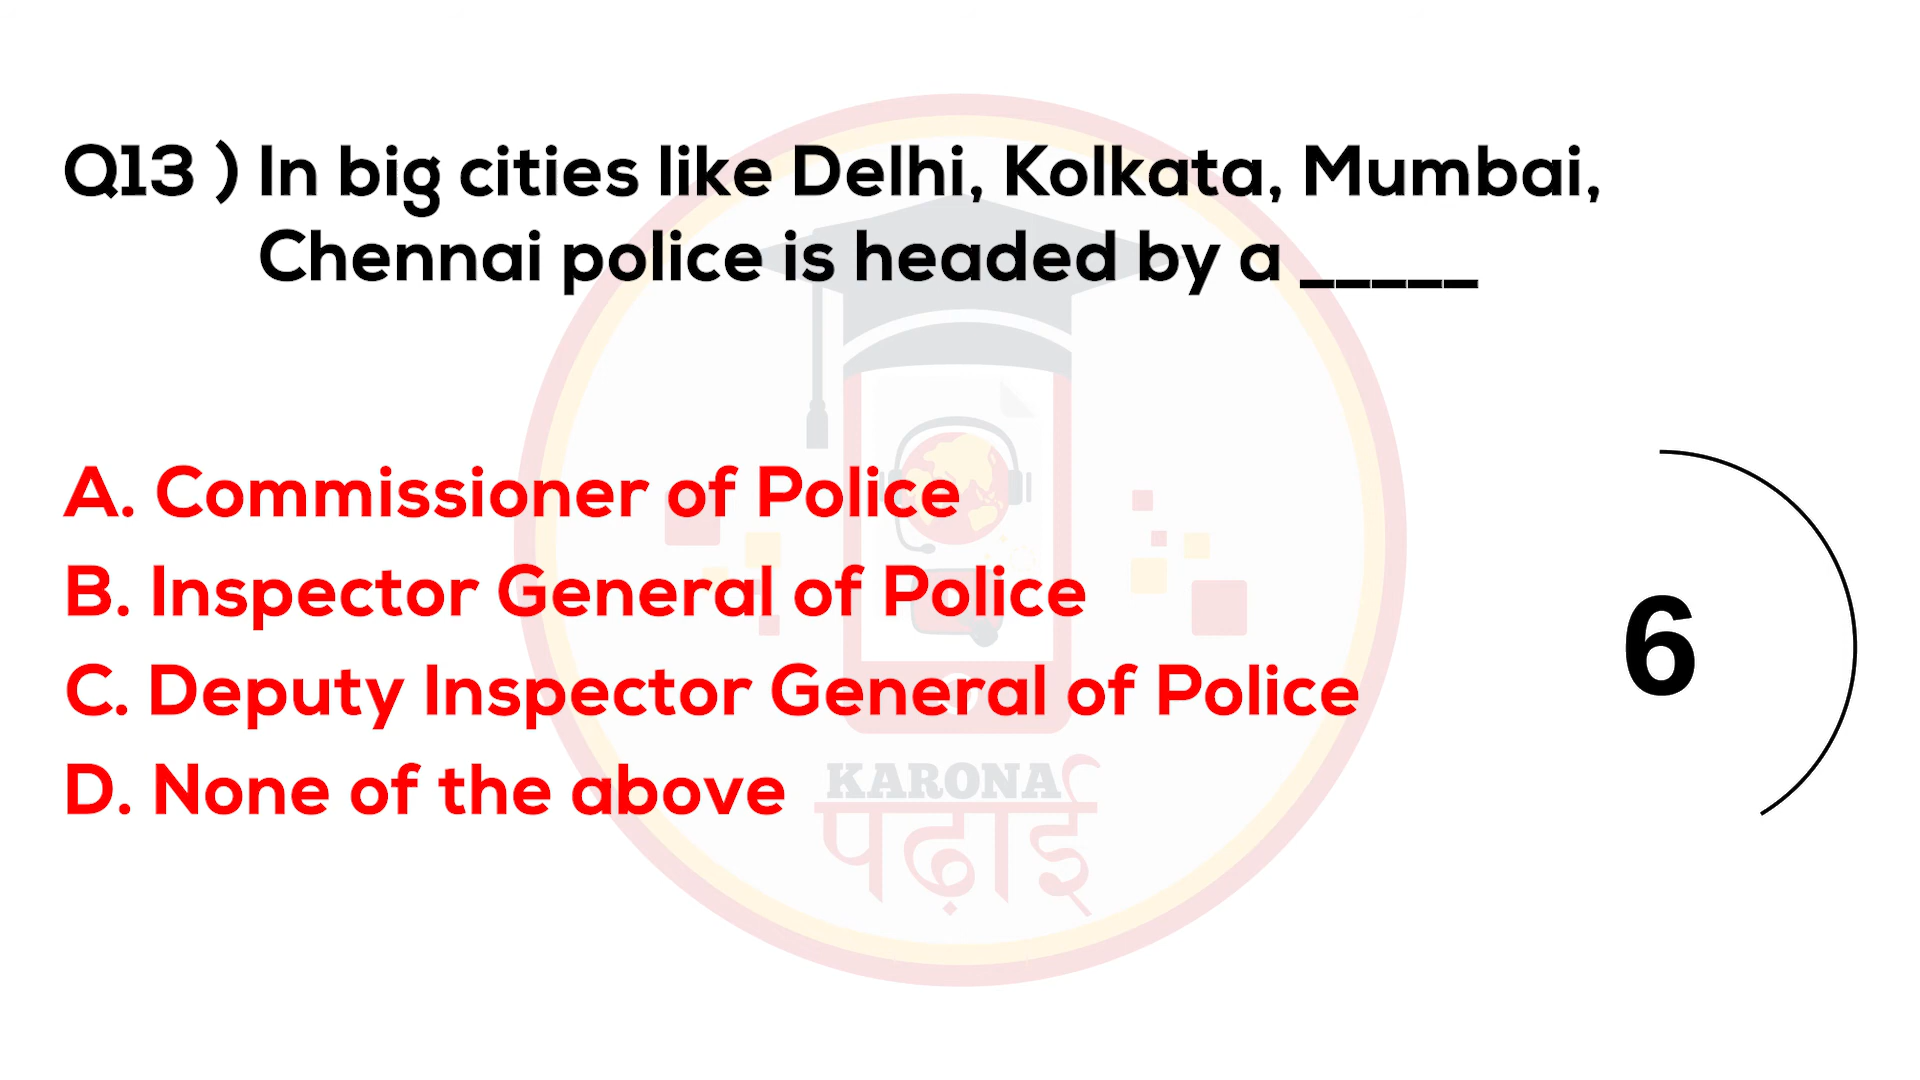 Q13 ) In big cities like Delhi, Kolkata, Mumbai,
Chennai police is headed by a _____
A. Commissioner of Police
B. Inspector General of Police
C. Deputy Inspector General of Police
D. None of the above
6
KARONA
पढ़ाई